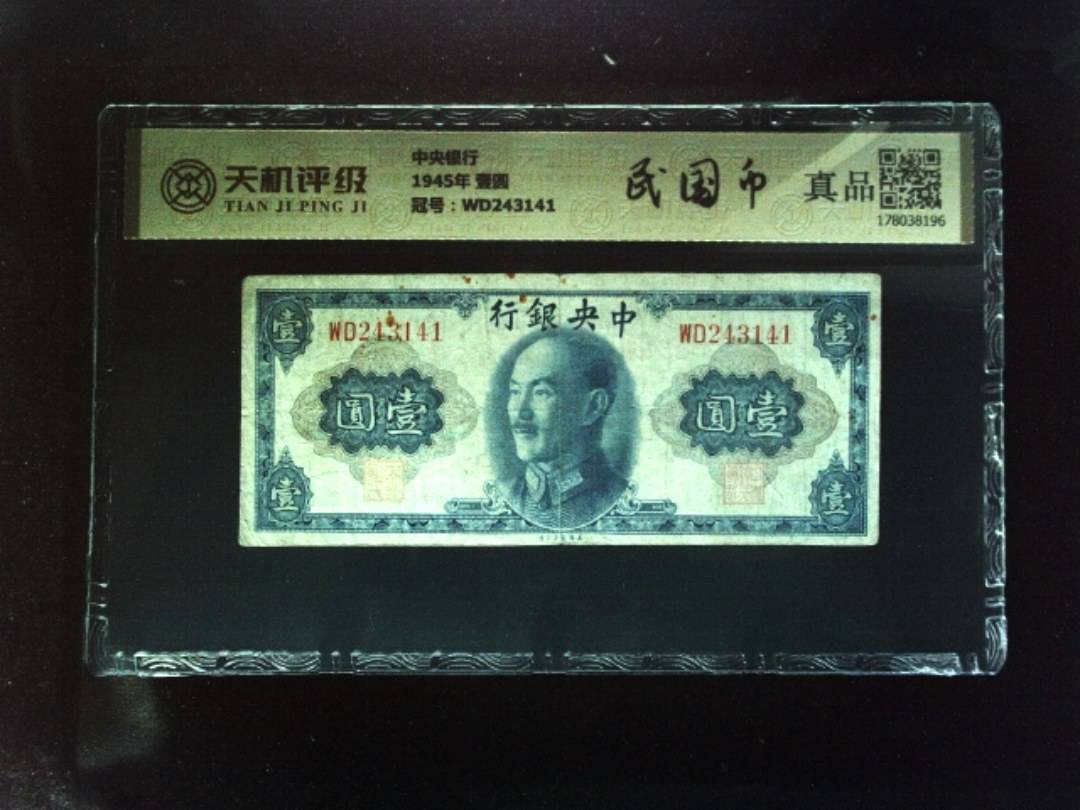 天机评级
TIAN JI PING JI
中央银行
1945年 壹圆
冠号：WD243141
民国币
真品
178038196
行銀央中
WD243141
WD243141
壹
壹
圓壹
圓壹
壹
壹